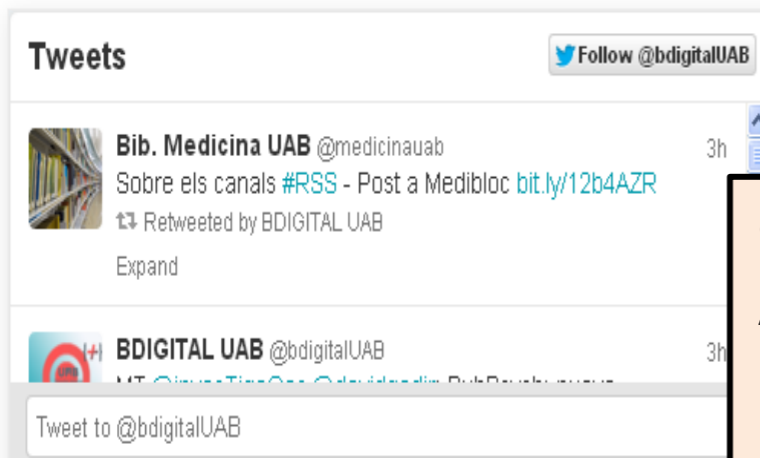 Tweets
Follow @bdigitalUAB
Bib. Medicina UAB @medicinauab 3h
Sobre els canals #RSS - Post a Medibloc bit.ly/12b4AZR
Retweeted by BDIGITAL UAB
Expand
BDIGITAL UAB @bdigitalUAB 3h
Tweet to @bdigitalUAB